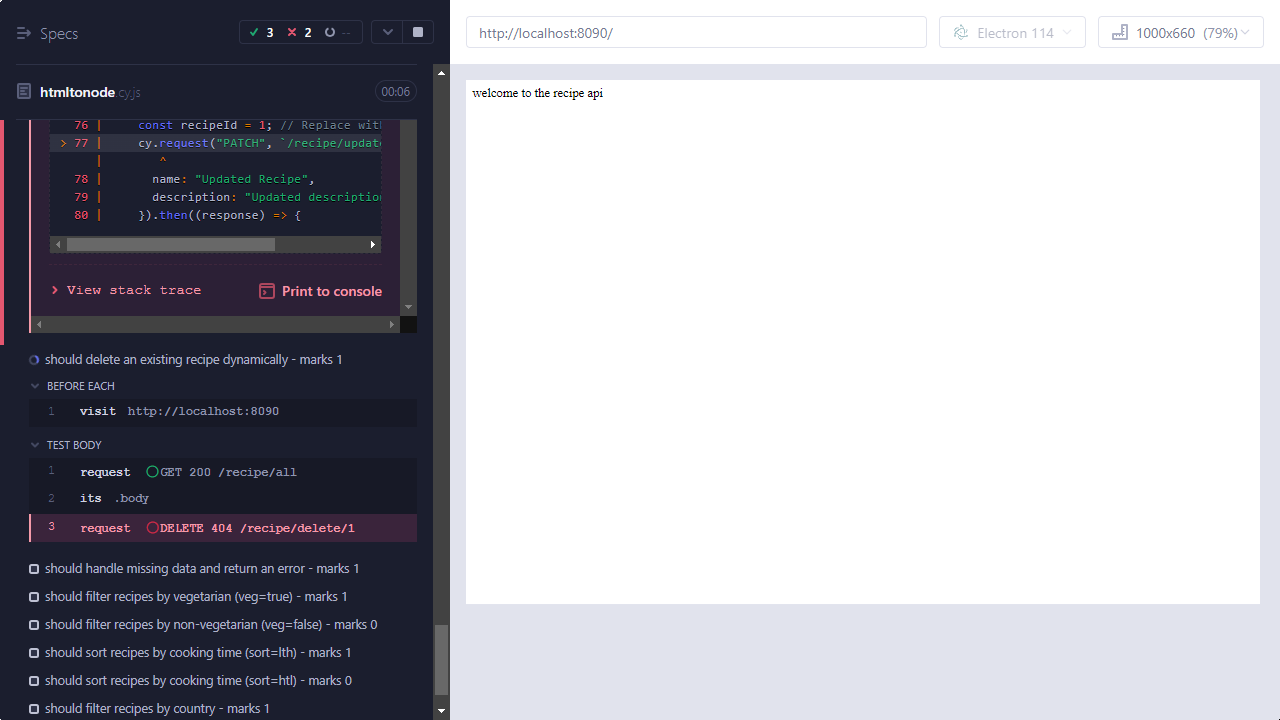 Specs
3 2 --
http://localhost:8090/
Electron 114
1000x660 (79%)
htmltonode.cy.js
00:06
76 | const recipeId = 1; // Replace wit
> 77 | cy.request("PATCH", `/recipe/updat
| ^
78 | name: "Updated Recipe",
79 | description: "Updated description
80 | }).then((response) => {
View stack trace
Print to console
should delete an existing recipe dynamically - marks 1
BEFORE EACH
1 visit http://localhost:8090
TEST BODY
1 request GET 200 /recipe/all
2 its .body
3 request DELETE 404 /recipe/delete/1
should handle missing data and return an error - marks 1
should filter recipes by vegetarian (veg=true) - marks 1
should filter recipes by non-vegetarian (veg=false) - marks 0
should sort recipes by cooking time (sort=lth) - marks 1
should sort recipes by cooking time (sort=htl) - marks 0
should filter recipes by country - marks 1
welcome to the recipe api